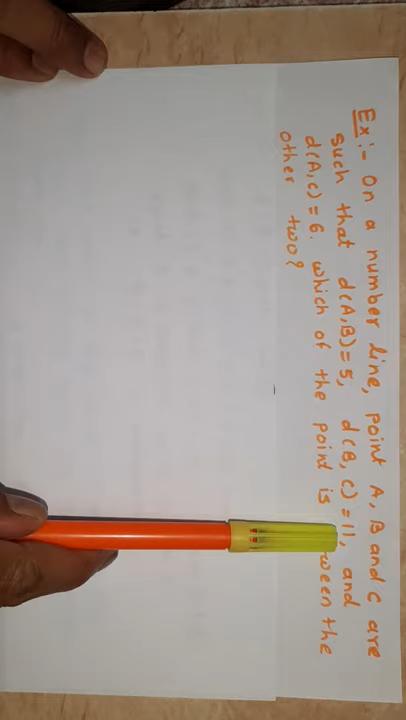 Ex:- On a number line, point A, B and C are
such that d(A,B)=5, d(B,C)=11, and
d(A,C)=6. which of the point is ween the
other two?